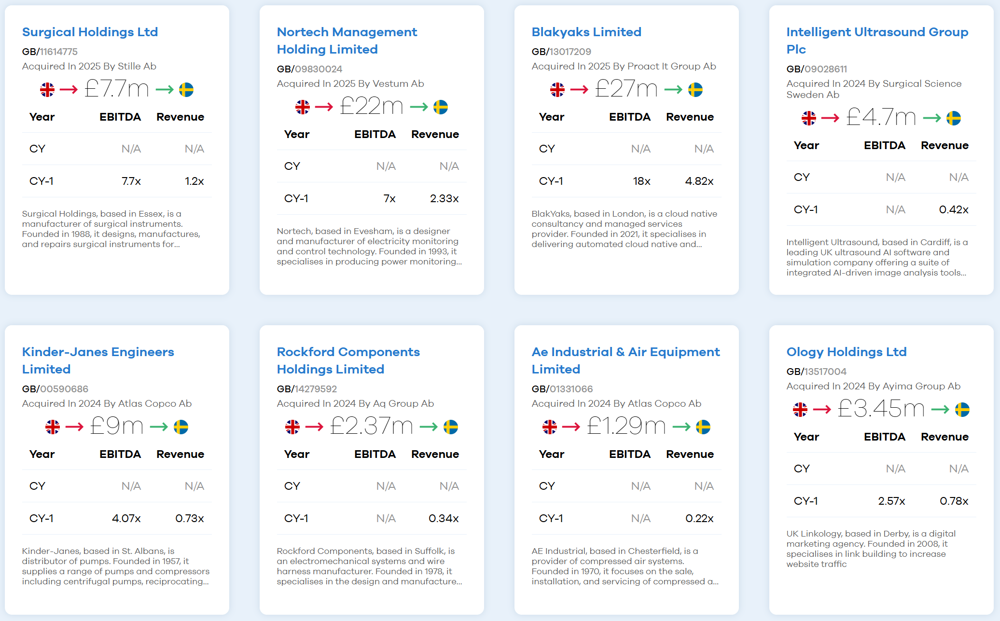 Surgical Holdings Ltd
GB/11614775
Acquired In 2025 By Stille Ab
£7.7m
Year EBITDA Revenue
CY N/A N/A
CY-1 7.7x 1.2x
Surgical Holdings, based in Essex, is a
manufacturer of surgical instruments.
Founded in 1988, it designs, manufactures,
and repairs surgical instruments for...
Nortech Management
Holding Limited
GB/09830024
Acquired In 2025 By Vestum Ab
£22m
Year EBITDA Revenue
CY N/A N/A
CY-1 7x 2.33x
Nortech, based in Evesham, is a designer
and manufacturer of electricity monitoring
and control technology. Founded in 1993, it
specialises in producing power monitoring...
Blakyaks Limited
GB/13017209
Acquired In 2025 By Proact It Group Ab
£27m
Year EBITDA Revenue
CY N/A N/A
CY-1 18x 4.82x
BlakYaks, based in London, is a cloud native
consultancy and managed services
provider. Founded in 2021, it specialises in
delivering automated cloud native and...
Intelligent Ultrasound Group
Plc
GB/09028611
Acquired In 2024 By Surgical Science
Sweden Ab
£4.7m
Year EBITDA Revenue
CY N/A N/A
CY-1 N/A 0.42x
Intelligent Ultrasound, based in Cardiff, is a
leading UK ultrasound AI software and
simulation company offering a suite of
integrated AI-driven image analysis tools...
Kinder-Janes Engineers
Limited
GB/00590686
Acquired In 2024 By Atlas Copco Ab
£9m
Year EBITDA Revenue
CY N/A N/A
CY-1 4.07x 0.73x
Kinder-Janes, based in St. Albans, is
distributor of pumps. Founded in 1957, it
supplies a range of pumps and compressors
including centrifugal pumps, reciprocating...
Rockford Components
Holdings Limited
GB/14279592
Acquired In 2024 By Aq Group Ab
£2.37m
Year EBITDA Revenue
CY N/A N/A
CY-1 N/A 0.34x
Rockford Components, based in Suffolk, is
an electromechanical systems and wire
harness manufacturer. Founded in 1978, it
specialises in the design and manufacture...
Ae Industrial & Air Equipment
Limited
GB/01331066
Acquired In 2024 By Atlas Copco Ab
£1.29m
Year EBITDA Revenue
CY N/A N/A
CY-1 N/A 0.22x
AE Industrial, based in Chesterfield, is a
provider of compressed air systems.
Founded in 1970, it focuses on the sale,
installation, and servicing of compressed a...
Ology Holdings Ltd
GB/13517004
Acquired In 2024 By Ayima Group Ab
£3.45m
Year EBITDA Revenue
CY N/A N/A
CY-1 2.57x 0.78x
UK Linkology, based in Derby, is a digital
marketing agency. Founded in 2008, it
specialises in link building to increase
website traffic